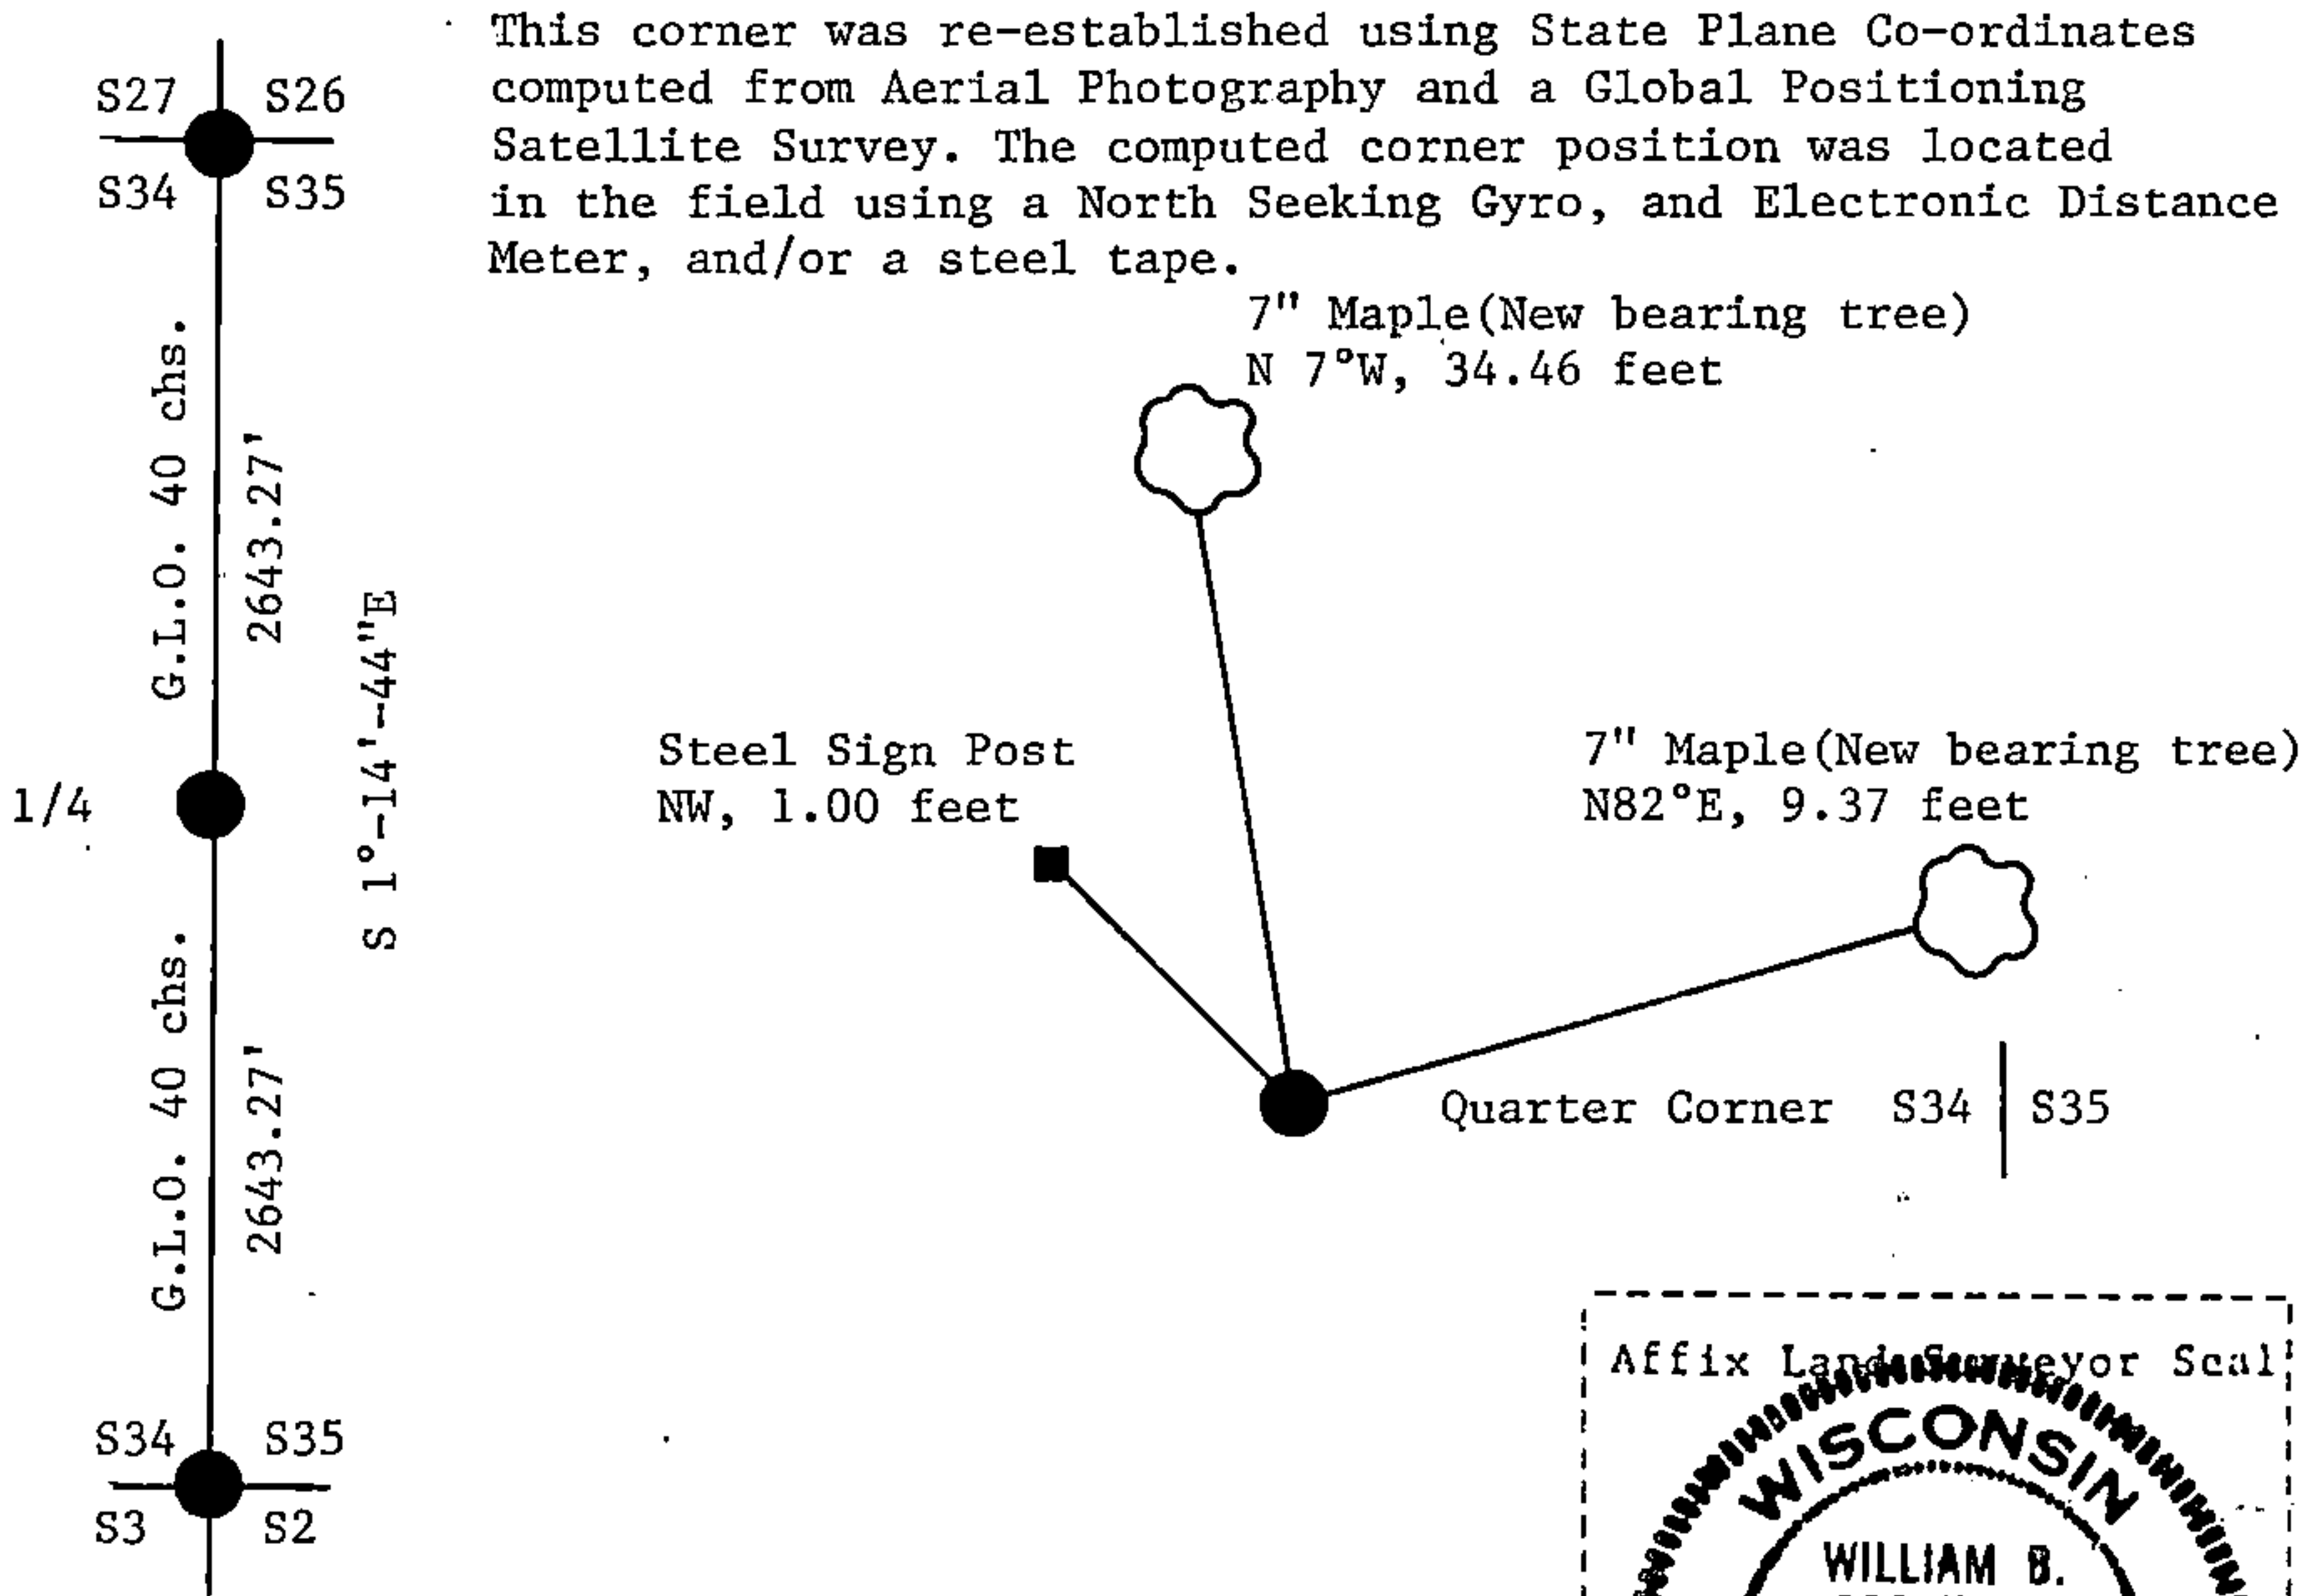 This corner was re-established using State Plane Co-ordinates
computed from Aerial Photography and a Global Positioning
Satellite Survey. The computed corner position was located
in the field using a North Seeking Gyro, and Electronic Distance
Meter, and/or a steel tape.
S27 S26
S34 S35
G.L.O. 40 chs.
2643.27'
S 1°-14'-44"E
1/4
G.L.O. 40 chs.
2643.27'
S34 S35
S3 S2
7" Maple(New bearing tree)
N 7°W, 34.46 feet
Steel Sign Post
NW, 1.00 feet
7" Maple(New bearing tree)
N82°E, 9.37 feet
Quarter Corner S34 S35
Affix Land Surveyor Seal
WISCONSIN
WILLIAM B.